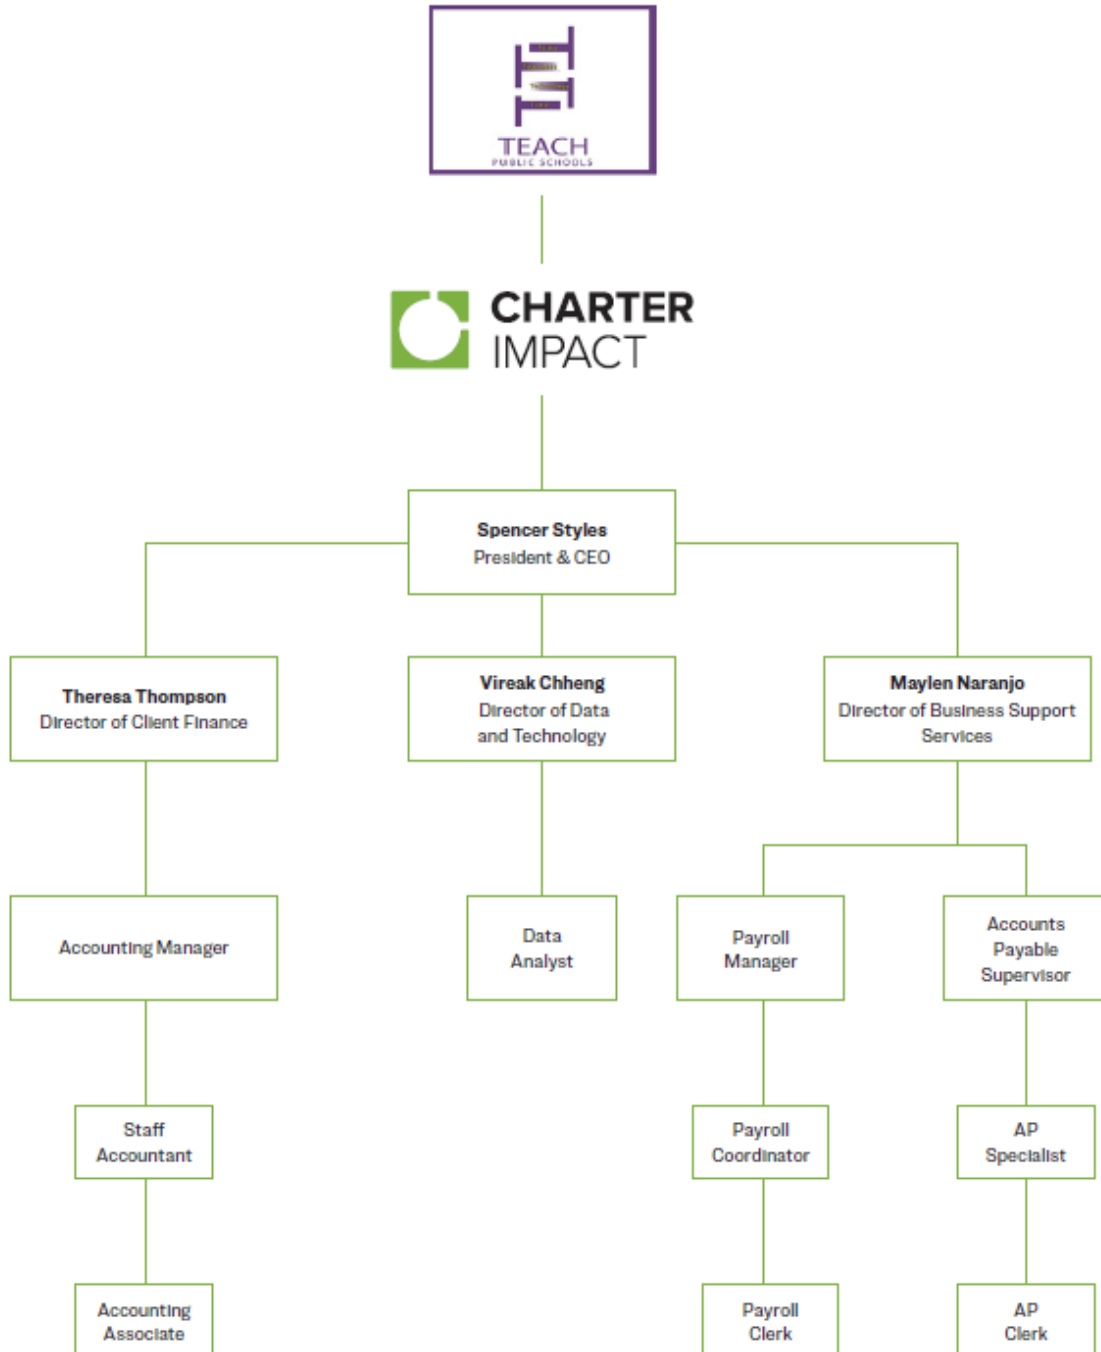 TEACH
PUBLIC SCHOOLS
CHARTER
IMPACT
Spencer Styles
President & CEO
Theresa Thompson
Director of Client Finance
Vireak Chheng
Director of Data
and Technology
Maylen Naranjo
Director of Business Support
Services
Accounting Manager
Data
Analyst
Payroll
Manager
Accounts
Payable
Supervisor
Staff
Accountant
Payroll
Coordinator
AP
Specialist
Accounting
Associate
Payroll
Clerk
AP
Clerk